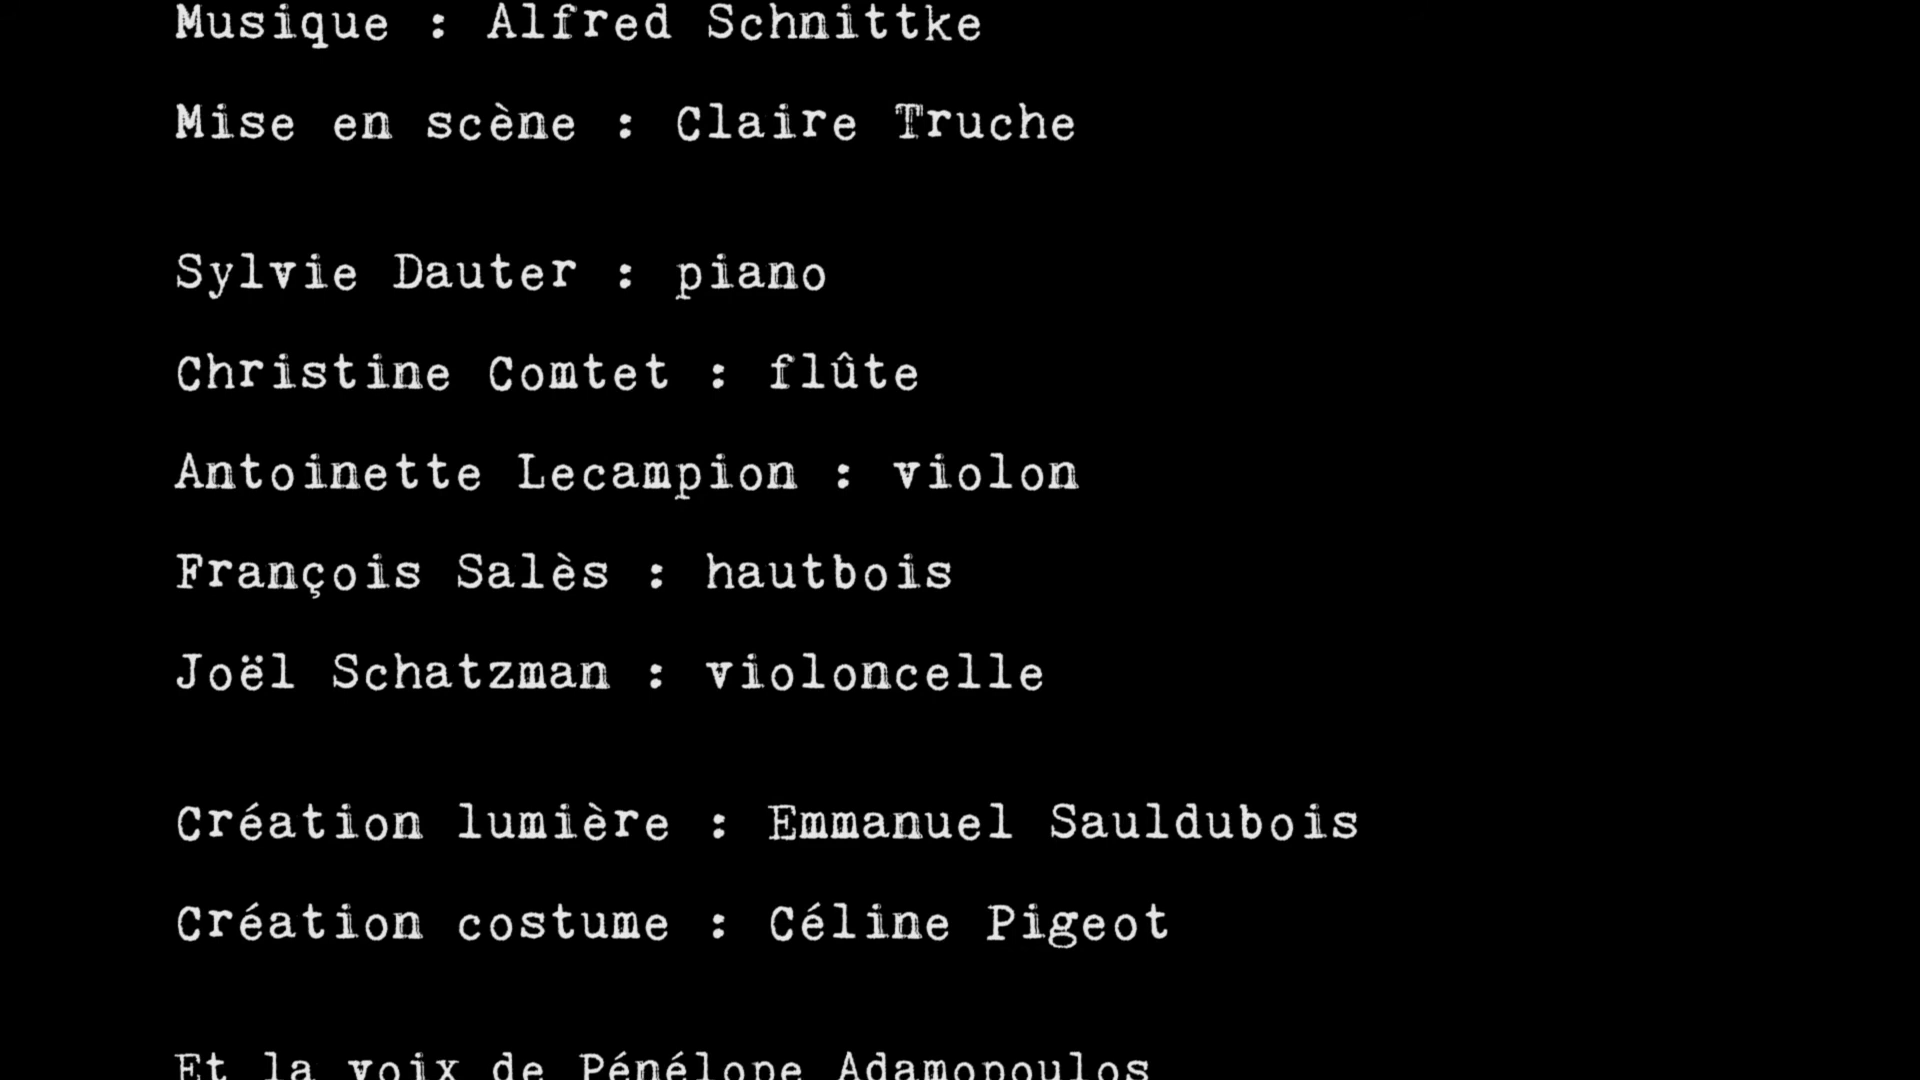 Musique : Alfred Schnittke
Mise en scène : Claire Truche
Sylvie Dauter : piano
Christine Comtet : flûte
Antoinette Lecampion : violon
François Salès : hautbois
Joël Schatzman : violoncelle
Création lumière : Emmanuel Sauldubois
Création costume : Céline Pigeot
Et la voix de Pénélope Adamopoulos